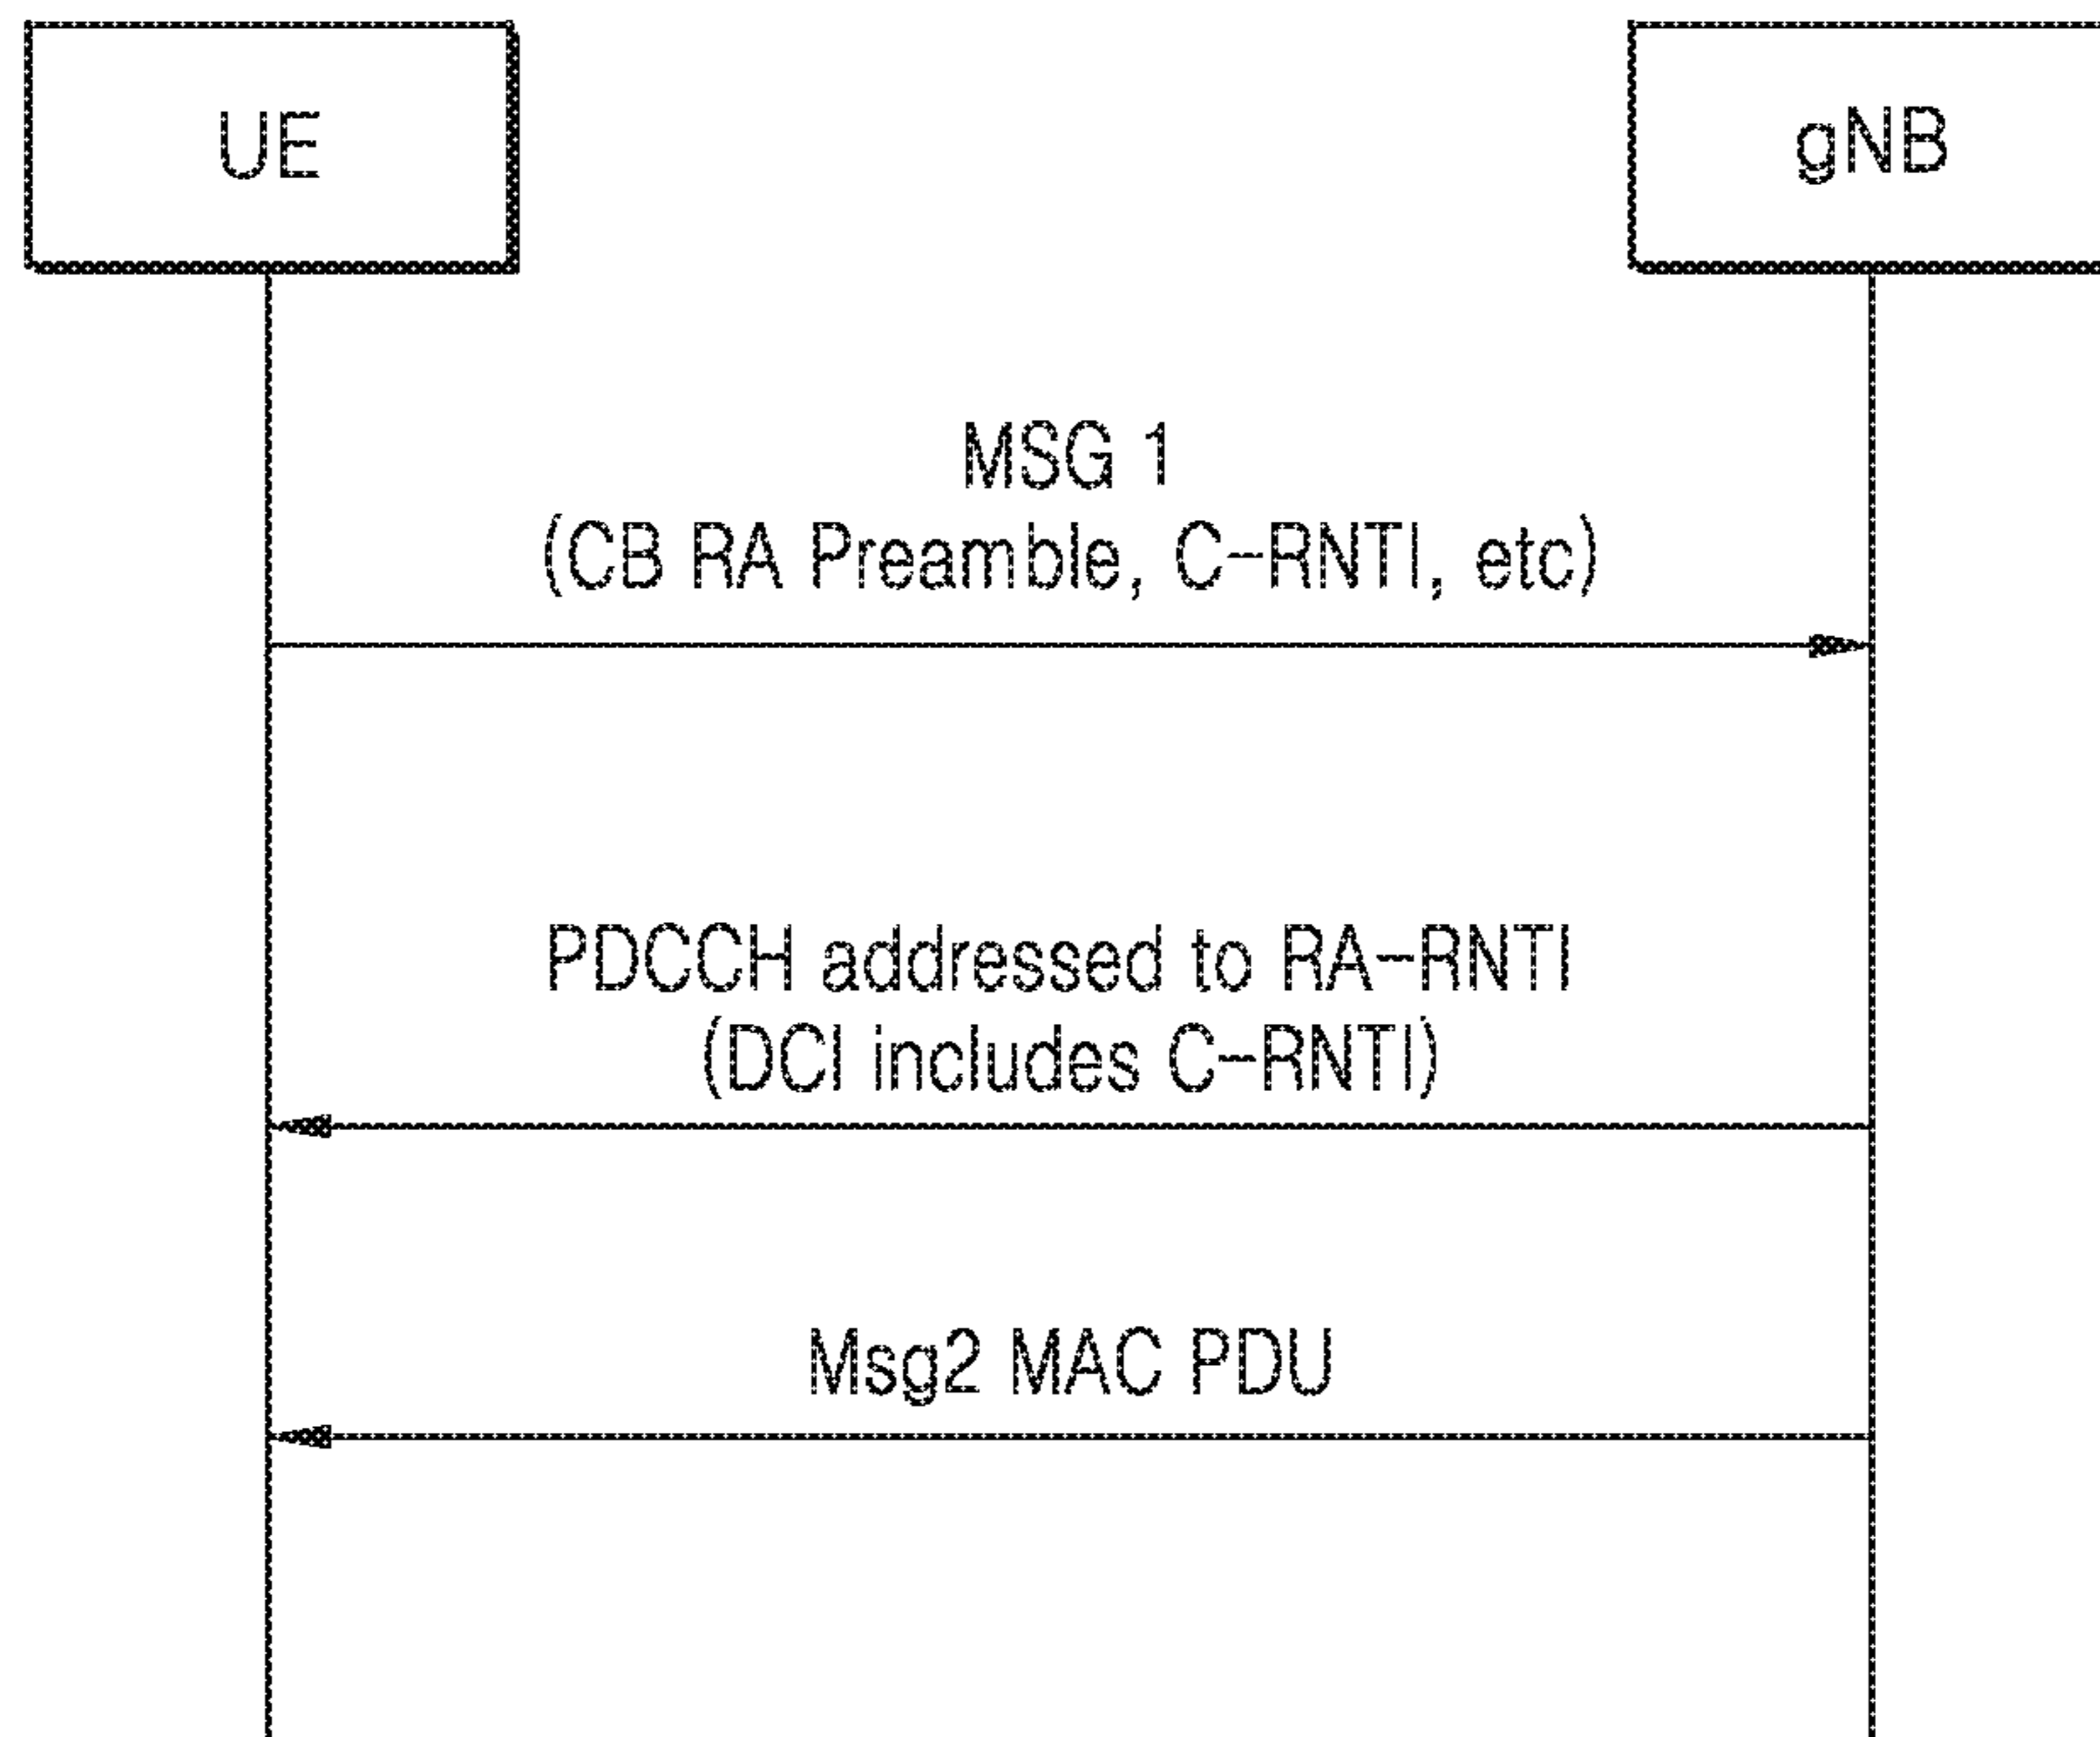 UE
gNB
MSG 1
(CB RA Preamble, C-RNTI, etc)
PDCCH addressed to RA-RNTI
(DCI includes C-RNTI)
Msg2 MAC PDU